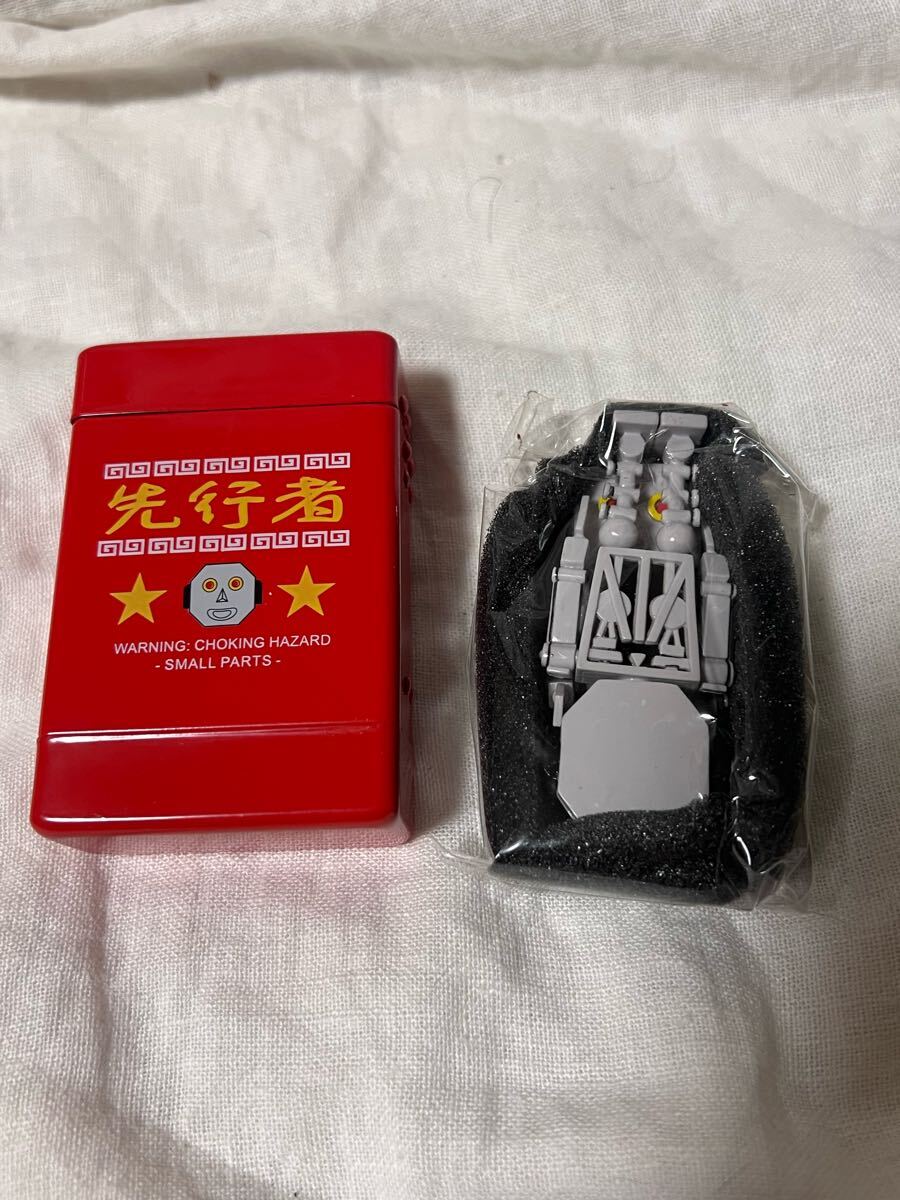 先行者
WARNING: CHOKING HAZARD
- SMALL PARTS -